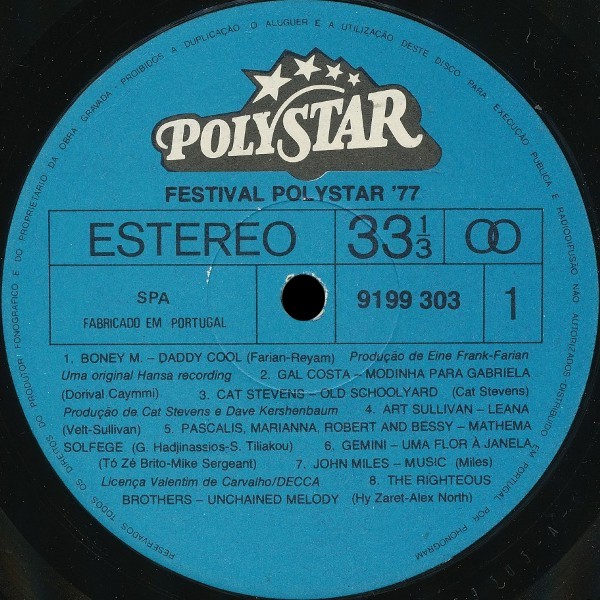 RESERVADOS TODOS OS DIREITOS DO PRODUTOR FONOGRÁFICO E DO PROPRIETÁRIO DA OBRA GRAVADA · PROIBIDOS A DUPLICAÇÃO O ALUGUER E A UTILIZAÇÃO DESTE DISCO PARA EXECUÇÃO PÚBLICA E RADIODIFUSÃO NÃO AUTORIZADOS · DISTRIBUIDO EM PORTUGAL POR PHONOGRAM
POLYSTAR
FESTIVAL POLYSTAR '77
ESTEREO 33 1/3
SPA
FABRICADO EM PORTUGAL
9199 303 1
1. BONEY M. – DADDY COOL (Farian-Reyam) Produção de Eine Frank-Farian
Uma original Hansa recording 2. GAL COSTA – MODINHA PARA GABRIELA
(Dorival Caymmi) 3. CAT STEVENS – OLD SCHOOLYARD (Cat Stevens)
Produção de Cat Stevens e Dave Kershenbaum 4. ART SULLIVAN – LEANA
(Velt-Sullivan) 5. PASCALIS, MARIANNA, ROBERT AND BESSY – MATHEMA
SOLFEGE (G. Hadjinassios-S. Tiliakou) 6. GEMINI – UMA FLOR À JANELA
(Tó Zé Brito-Mike Sergeant) 7. JOHN MILES – MUSIC (Miles)
Licença Valentim de Carvalho/DECCA 8. THE RIGHTEOUS
BROTHERS – UNCHAINED MELODY (Hy Zaret-Alex North)